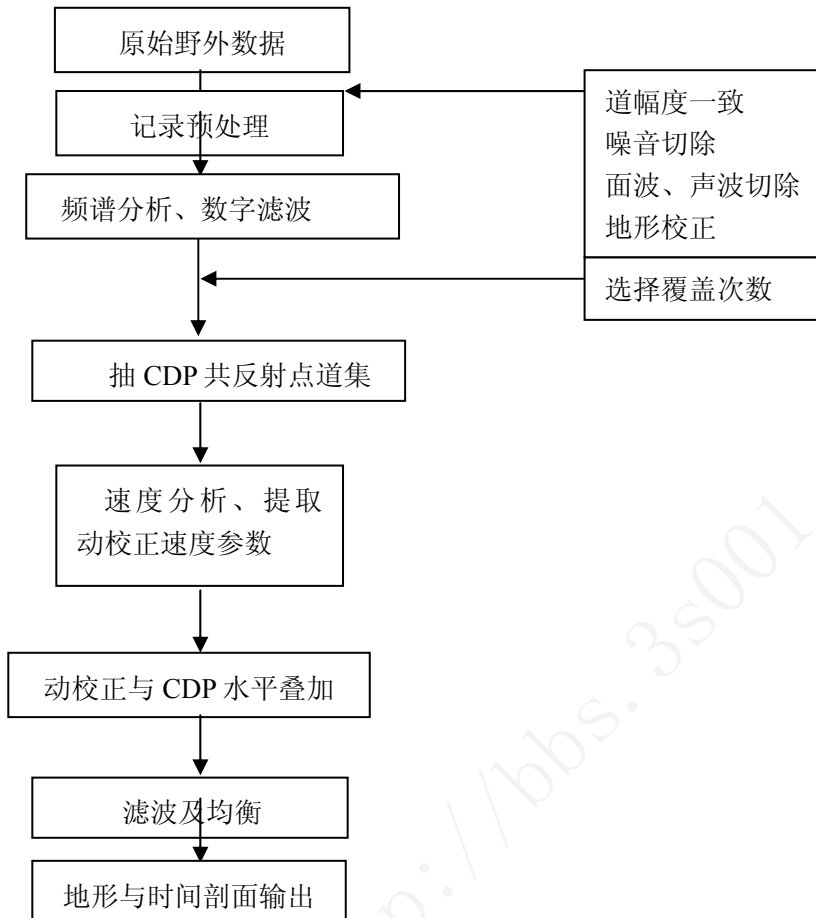 原始野外数据
记录预处理
道幅度一致
噪音切除
面波、声波切除
地形校正
频谱分析、数字滤波
选择覆盖次数
抽 CDP 共反射点道集
速度分析、提取
动校正速度参数
动校正与 CDP 水平叠加
滤波及均衡
地形与时间剖面输出
p://bbs.3s001